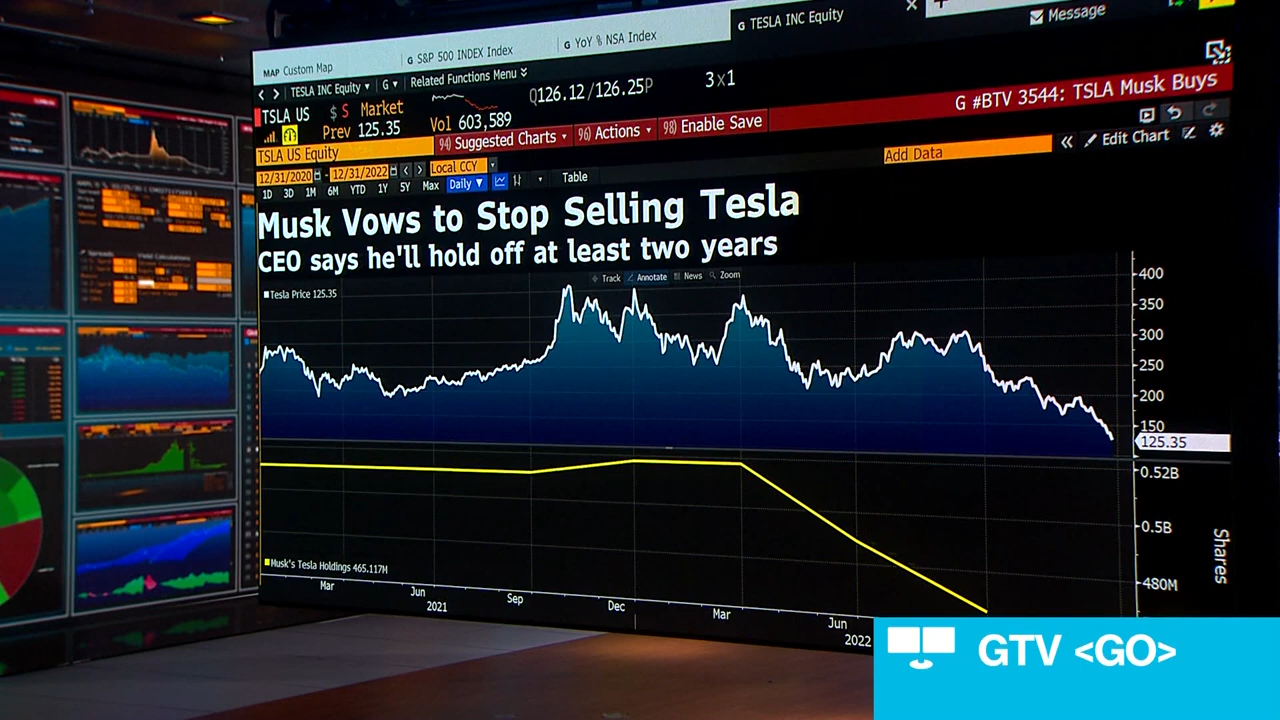 MAP Custom Map
G S&P 500 INDEX Index
G YoY % NSA Index
G TESLA INC Equity
Message
TESLA INC Equity
G
Related Functions Menu
TSLA US
$ S Market
Prev 125.35
Vol 603,589
Q126.12/126.25P
3x1
G #BTV 3544: TSLA Musk Buys
TSLA US Equity
94) Suggested Charts
96) Actions
98) Enable Save
Add Data
Edit Chart
12/31/2020 - 12/31/2022
Local CCY
1D 3D 1M 6M YTD 1Y 5Y Max Daily
Table
Musk Vows to Stop Selling Tesla
CEO says he'll hold off at least two years
Track Annotate News Zoom
Tesla Price 125.35
400
350
300
250
200
150
125.35
0.52B
0.5B
480M
Shares
Musk's Tesla Holdings 465.117M
Mar Jun Sep Dec Mar Jun
2021 2022
GTV <GO>